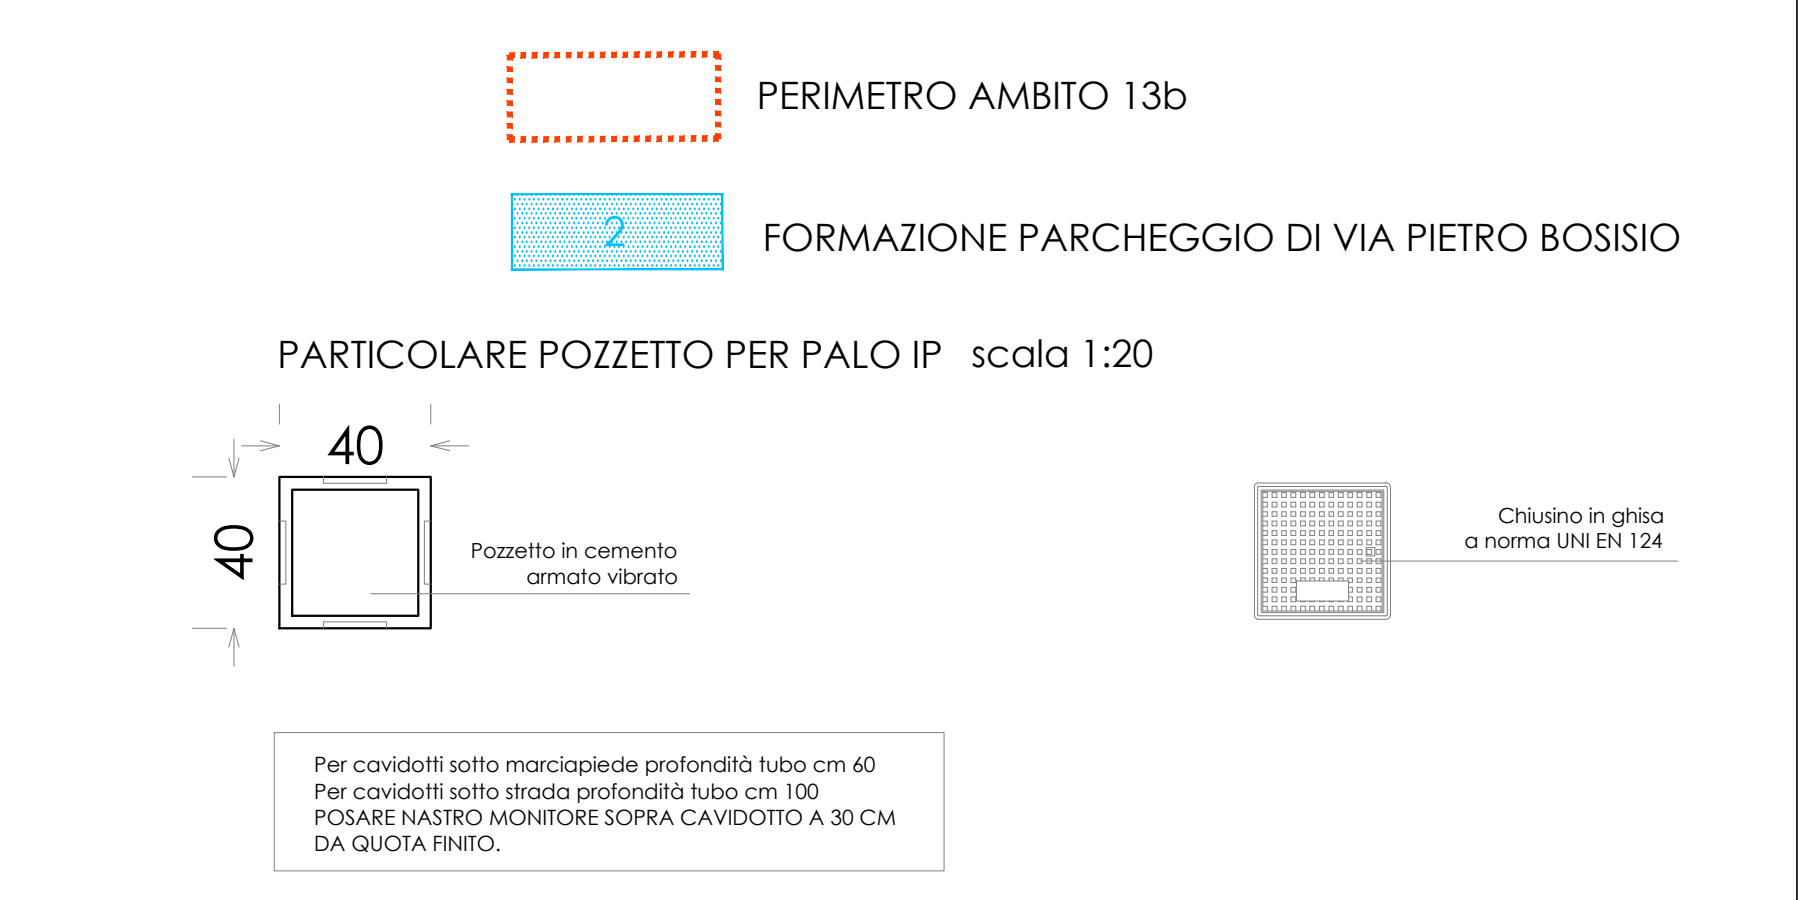 PERIMETRO AMBITO 13b
2
FORMAZIONE PARCHEGGIO DI VIA PIETRO BOSISIO
PARTICOLARE POZZETTO PER PALO IP scala 1:20
40
40
Pozzetto in cemento
armato vibrato
Chiusino in ghisa
a norma UNI EN 124
Per cavidotti sotto marciapiede profondità tubo cm 60
Per cavidotti sotto strada profondità tubo cm 100
POSARE NASTRO MONITORE SOPRA CAVIDOTTO A 30 CM
DA QUOTA FINITO.